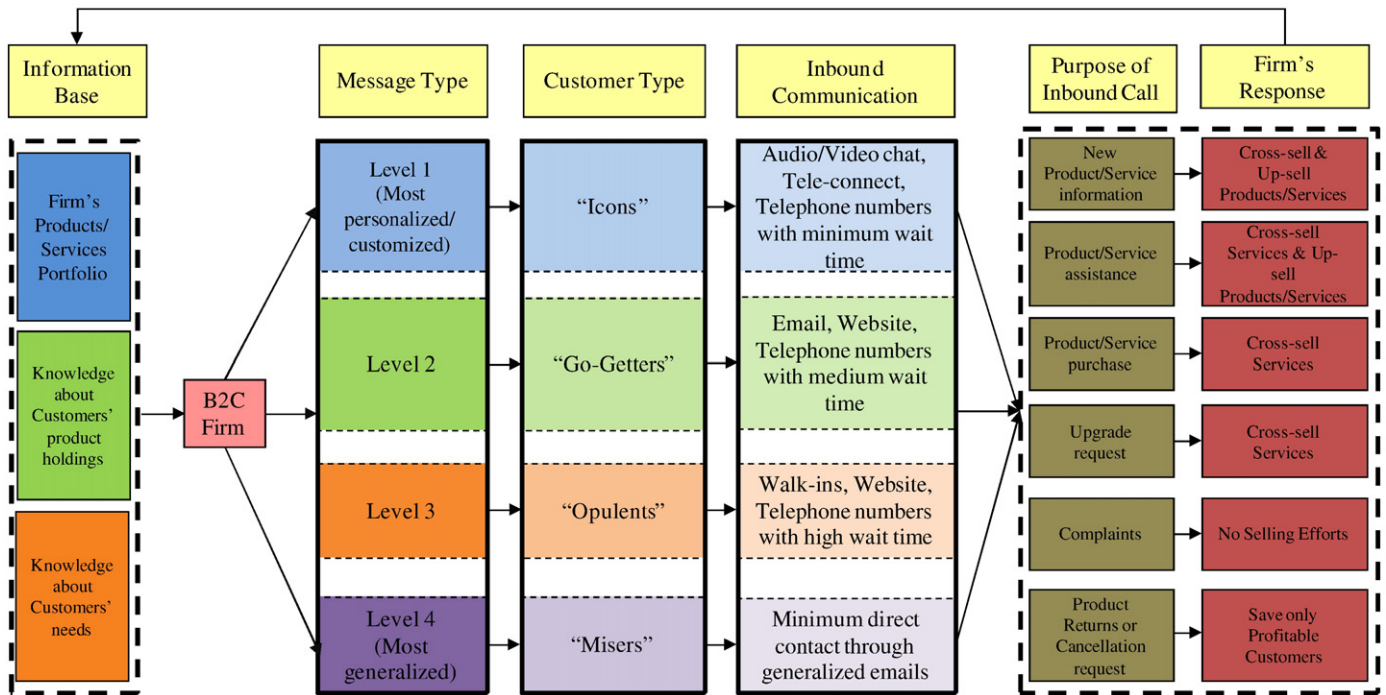 Information
Base
Message Type
Customer Type
Inbound
Communication
Purpose of
Inbound Call
Firm's
Response
Firm's
Products/
Services
Portfolio
Knowledge
about
Customers'
product
holdings
Knowledge
about
Customers'
needs
B2C
Firm
Level 1
(Most
personalized/
customized)
Level 2
Level 3
Level 4
(Most
generalized)
“Icons”
“Go-Getters”
“Opulents”
“Misers”
Audio/Video chat,
Tele-connect,
Telephone numbers
with minimum wait
time
Email, Website,
Telephone numbers
with medium wait
time
Walk-ins, Website,
Telephone numbers
with high wait time
Minimum direct
contact through
generalized emails
New
Product/Service
information
Product/Service
assistance
Product/Service
purchase
Upgrade
request
Complaints
Product
Returns or
Cancellation
request
Cross-sell &
Up-sell
Products/Services
Cross-sell
Services & Up-
sell
Products/Services
Cross-sell
Services
Cross-sell
Services
No Selling Efforts
Save only
Profitable
Customers